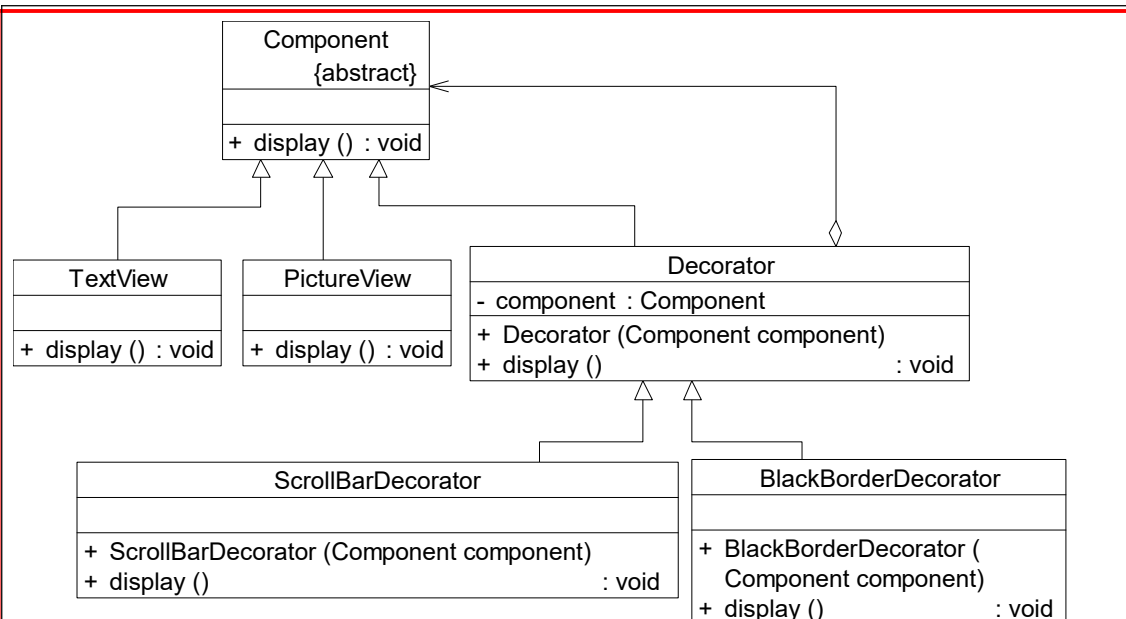 Component
{abstract}
+ display () : void
TextView
+ display () : void
PictureView
+ display () : void
Decorator
- component : Component
+ Decorator (Component component)
+ display () : void
ScrollBarDecorator
+ ScrollBarDecorator (Component component)
+ display () : void
BlackBorderDecorator
+ BlackBorderDecorator (
Component component)
+ display () : void